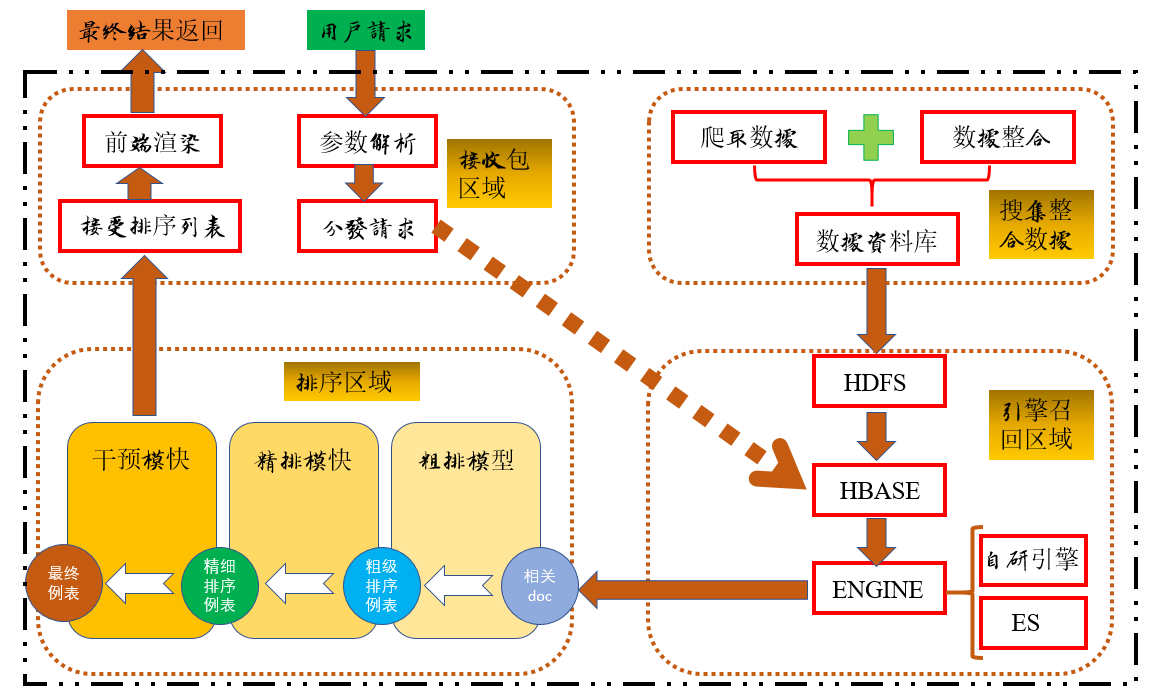 最终结果返回
用户請求
前端渲染
参数解析
接收包
区域
接受排序列表
分發請求
爬取数據
数據整合
搜集整
合数據
数據資料库
排序区域
干预模快
精排模快
粗排模型
最终
例表
精细
排序
例表
粗级
排序
例表
相关
doc
HDFS
引擎召
回区域
HBASE
ENGINE
自研引擎
ES